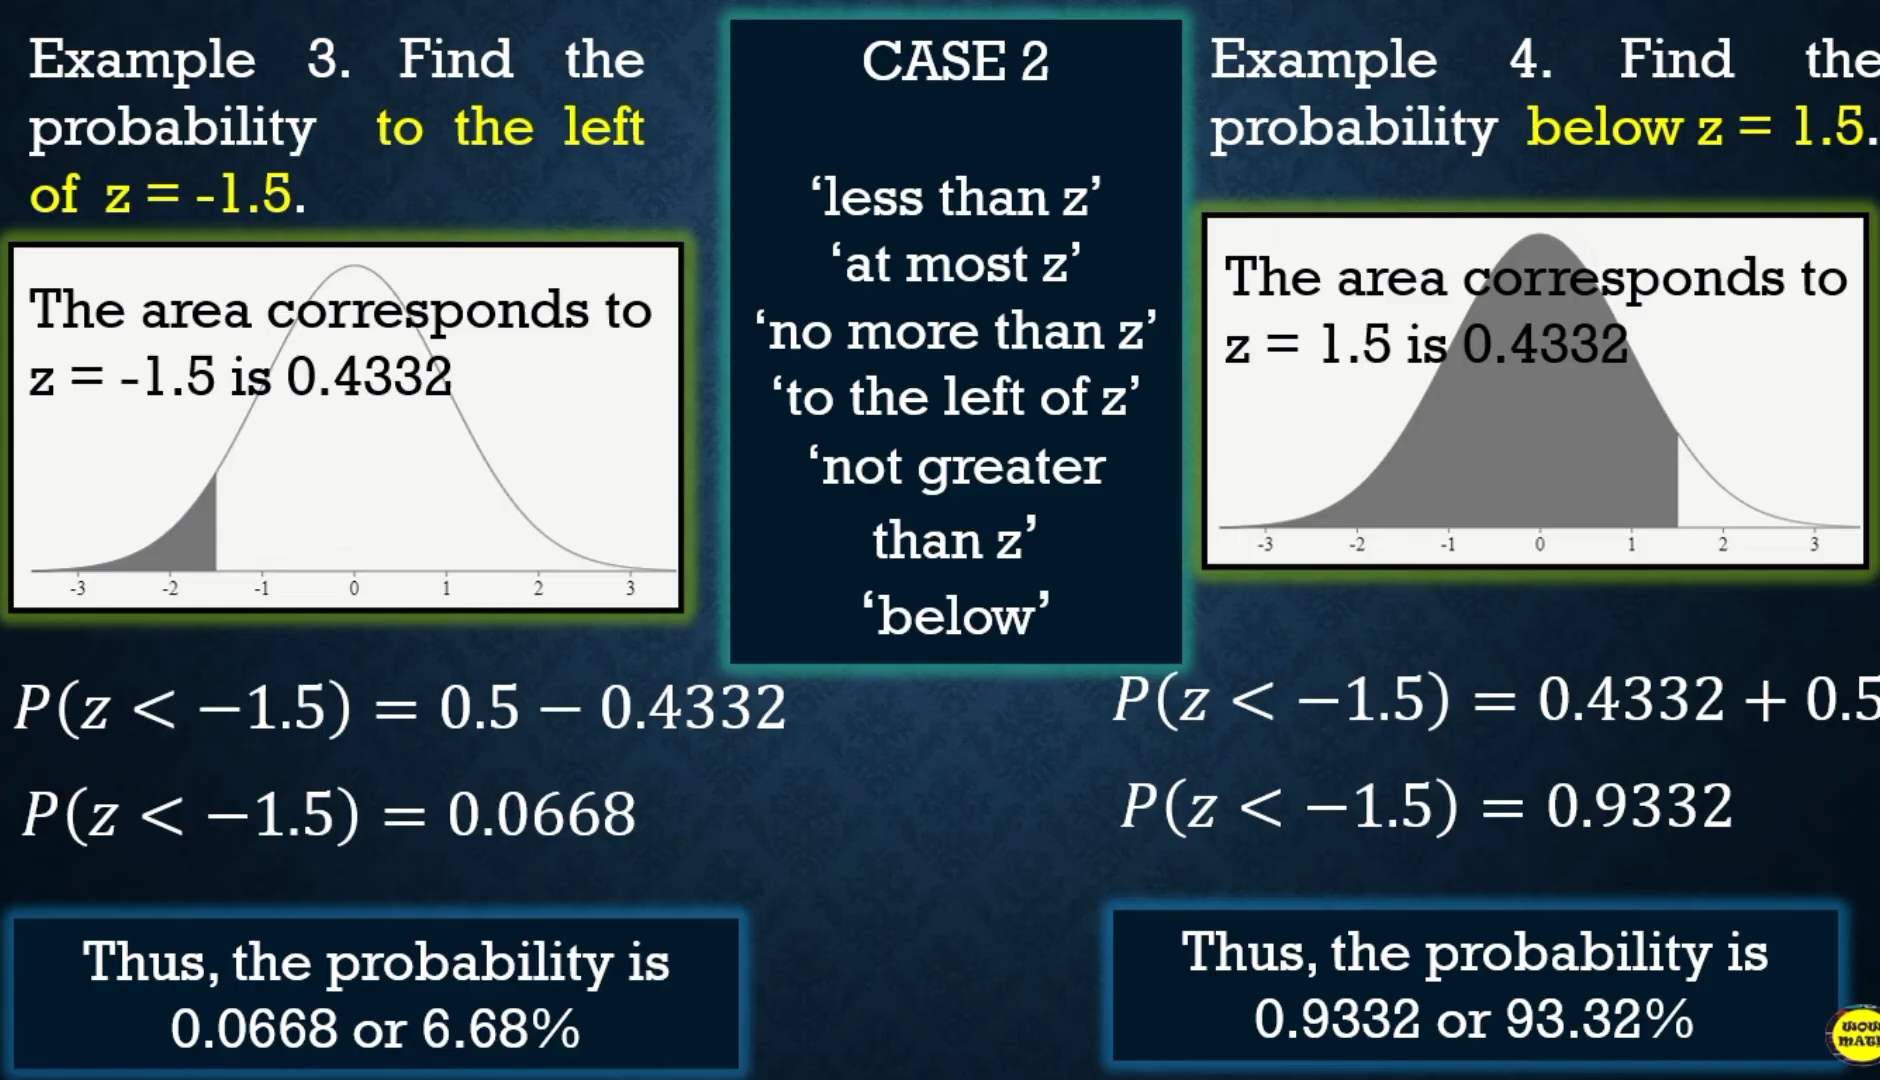 Example 3. Find the
probability to the left
of z = -1.5.
The area corresponds to
z = -1.5 is 0.4332
-3 -2 -1 0 1 2 3
P(z < −1.5) = 0.5 − 0.4332
P(z < −1.5) = 0.0668
Thus, the probability is
0.0668 or 6.68%
CASE 2
‘less than z’
‘at most z’
‘no more than z’
‘to the left of z’
‘not greater
than z’
‘below’
Example 4. Find the
probability below z = 1.5.
The area corresponds to
z = 1.5 is 0.4332
-3 -2 -1 0 1 2 3
P(z < −1.5) = 0.4332 + 0.5
P(z < −1.5) = 0.9332
Thus, the probability is
0.9332 or 93.32%